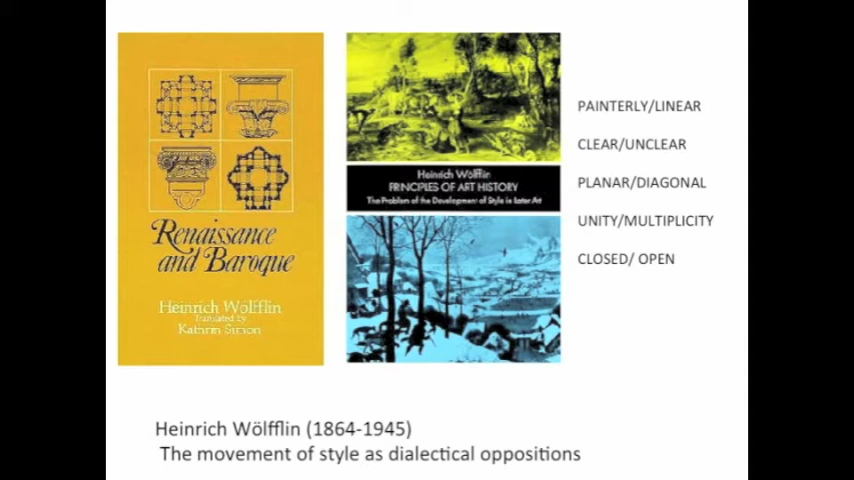 Renaissance
and Baroque
Heinrich Wölfflin
Translated by
Kathrin Simon
Heinrich Wölfflin
PRINCIPLES OF ART HISTORY
The Problem of the Development of Style in Later Art
PAINTERLY/LINEAR
CLEAR/UNCLEAR
PLANAR/DIAGONAL
UNITY/MULTIPLICITY
CLOSED/ OPEN
Heinrich Wölfflin (1864-1945)
The movement of style as dialectical oppositions